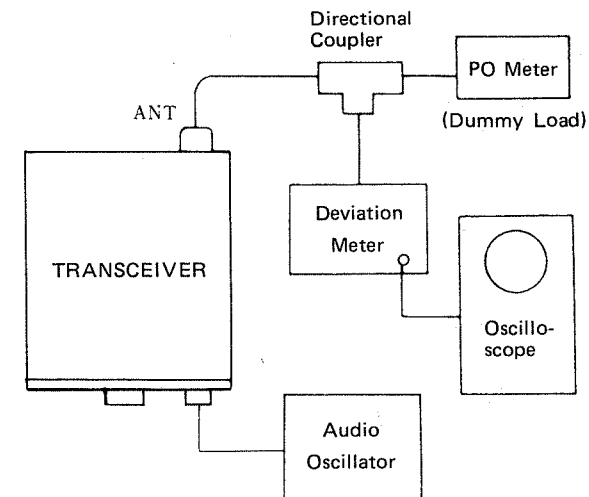 Directional
Coupler
PO Meter
(Dummy Load)
ANT
Deviation
Meter
TRANSCEIVER
Oscillo-
scope
Audio
Oscillator